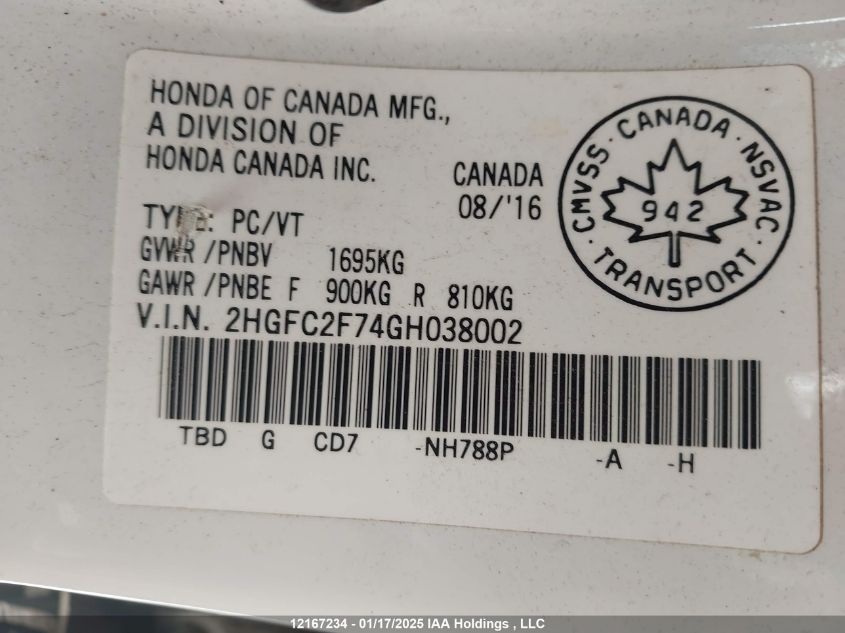 HONDA OF CANADA MFG.,
A DIVISION OF
HONDA CANADA INC.
CANADA
08/'16
TYPE: PC/VT
GVWR /PNBV 1695KG
GAWR /PNBE F 900KG R 810KG
V.I.N. 2HGFC2F74GH038002
TBD G CD7 -NH788P -A -H
CMVSS · CANADA · NSVAC · TRANSPORT ·
942
12167234 - 01/17/2025 IAA Holdings , LLC